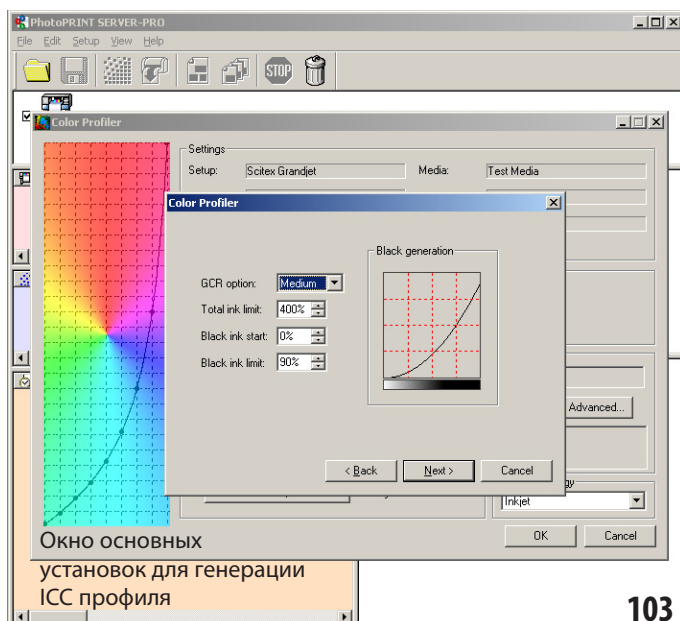 PhotoPRINT SERVER-PRO
File Edit Setup View Help
STOP
Color Profiler
Settings
Setup: Scitex Grandjet Media: Test Media
Color Profiler
GCR option: Medium
Total ink limit: 400%
Black ink start: 0%
Black ink limit: 90%
Black generation
Advanced...
< Back Next > Cancel
Inkjet
OK Cancel
Окно основных
установок для генерации
ICC профиля
103